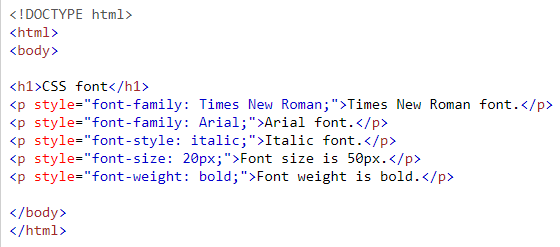 <!DOCTYPE html>
<html>
<body>
<h1>CSS font</h1>
<p style="font-family: Times New Roman;">Times New Roman font.</p>
<p style="font-family: Arial;">Arial font.</p>
<p style="font-style: italic;">Italic font.</p>
<p style="font-size: 20px;">Font size is 50px.</p>
<p style="font-weight: bold;">Font weight is bold.</p>
</body>
</html>